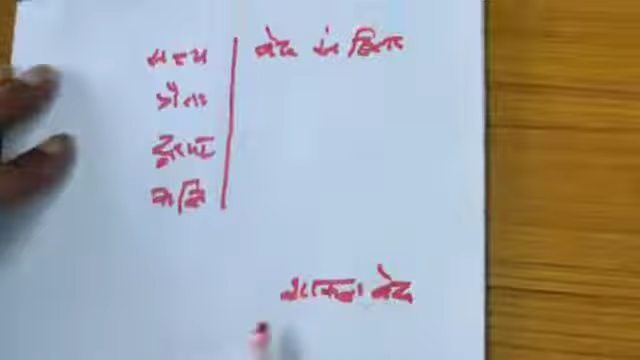 सत्य
त्रेता
द्वापर
कलि
वेद संहिता
वेद